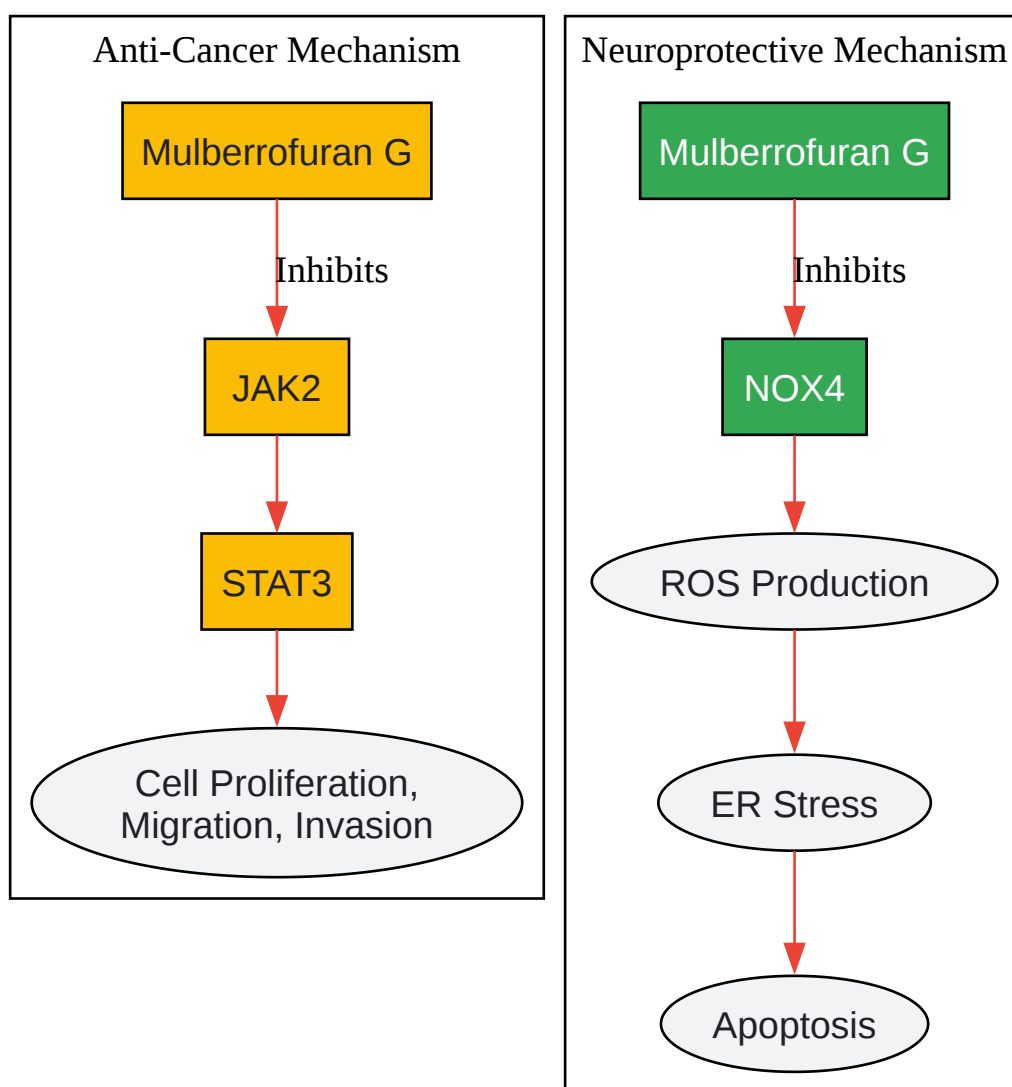 Anti-Cancer Mechanism
Mulberrofuran G
Inhibits
JAK2
STAT3
Cell Proliferation,
Migration, Invasion
Neuroprotective Mechanism
Mulberrofuran G
Inhibits
NOX4
ROS Production
ER Stress
Apoptosis